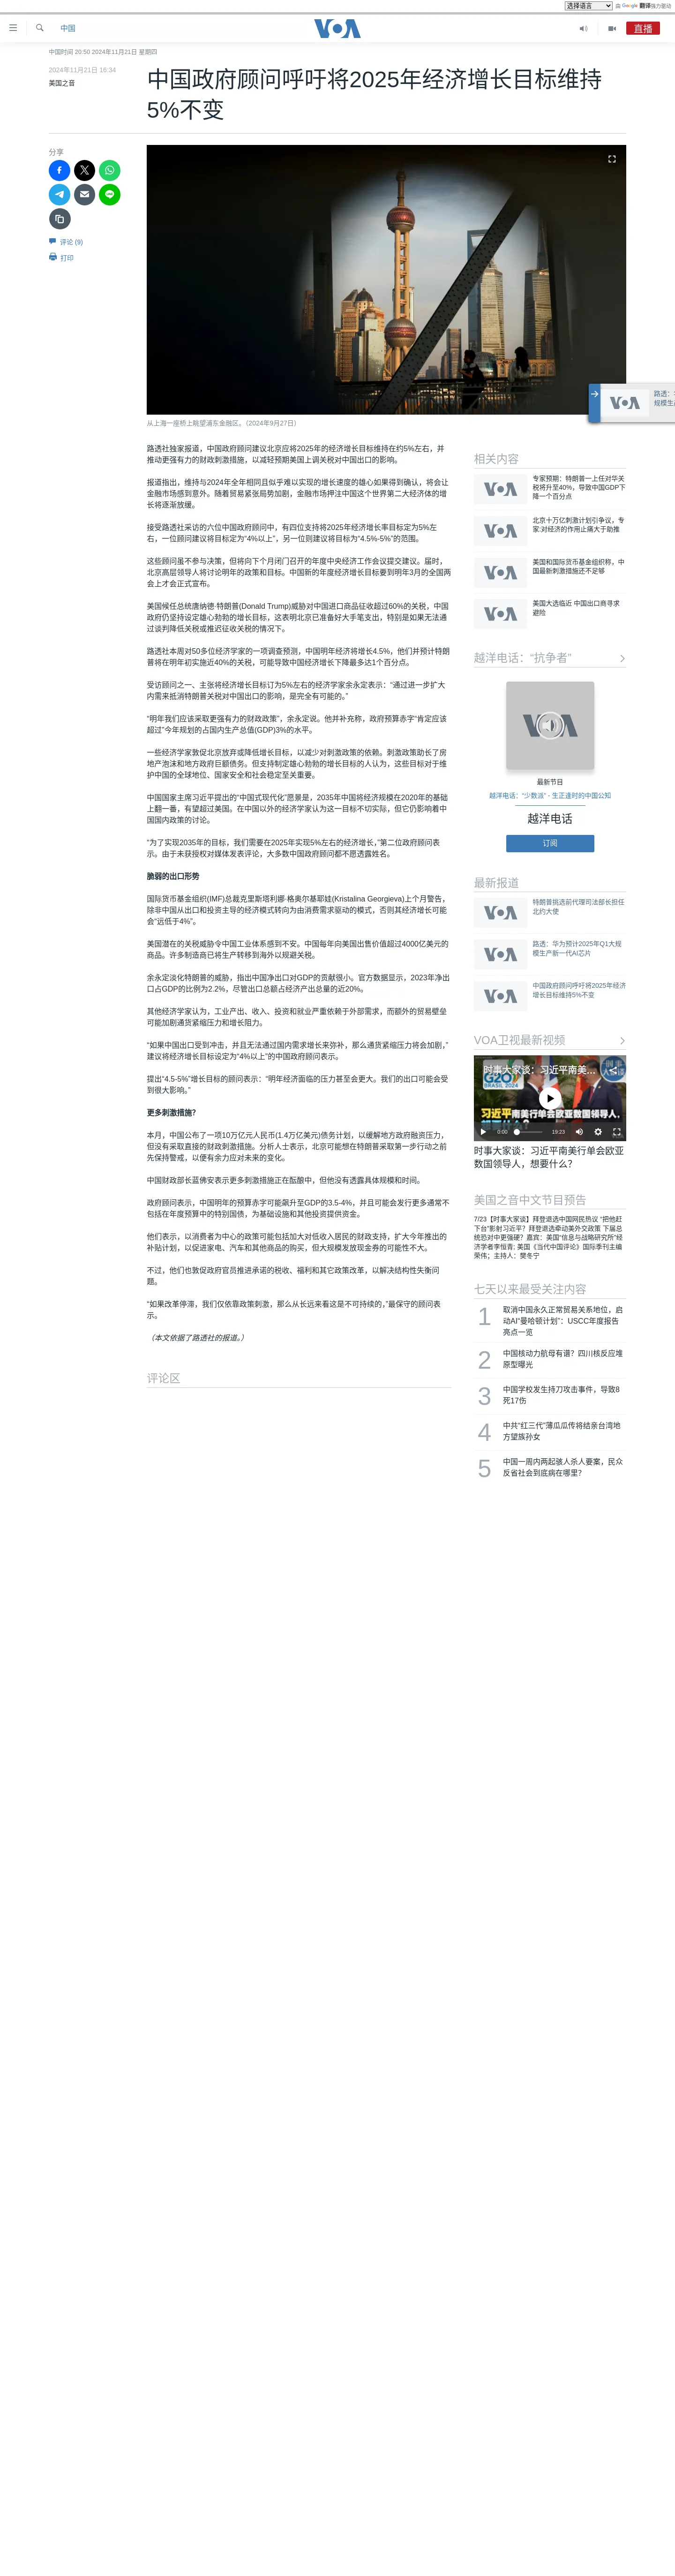 选择语言
由 Google 翻译强力驱动
中国
VOA
直播
中国时间 20:50 2024年11月21日 星期四
2024年11月21日 16:34
美国之音
中国政府顾问呼吁将2025年经济增长目标维持
5%不变
分享
评论 (9)
打印
从上海一座桥上眺望浦东金融区。（2024年9月27日）
路透社独家报道，中国政府顾问建议北京应将2025年的经济增长目标维持在约5%左右，并
推动更强有力的财政刺激措施，以减轻预期美国上调关税对中国出口的影响。
报道指出，维持与2024年全年相同且似乎难以实现的增长速度的雄心如果得到确认，将会让
金融市场感到意外。随着贸易紧张局势加剧，金融市场押注中国这个世界第二大经济体的增
长将逐渐放缓。
接受路透社采访的六位中国政府顾问中，有四位支持将2025年经济增长率目标定为5%左
右，一位顾问建议将目标定为“4%以上”，另一位则建议将目标为“4.5%-5%”的范围。
这些顾问虽不参与决策，但将向下个月闭门召开的年度中央经济工作会议提交建议。届时，
北京高层领导人将讨论明年的政策和目标。中国新的年度经济增长目标要到明年3月的全国两
会上才会正式宣布。
美国候任总统唐纳德·特朗普(Donald Trump)威胁对中国进口商品征收超过60%的关税，中国
政府仍坚持设定雄心勃勃的增长目标，这表明北京已准备好大手笔支出，特别是如果无法通
过谈判降低关税或推迟征收关税的情况下。
路透社本周对50多位经济学家的一项调查预测，中国明年经济将增长4.5%，他们并预计特朗
普将在明年初实施近40%的关税，可能导致中国经济增长下降最多达1个百分点。
受访顾问之一、主张将经济增长目标订为5%左右的经济学家余永定表示：“通过进一步扩大
内需来抵消特朗普关税对中国出口的影响，是完全有可能的。”
“明年我们应该采取更强有力的财政政策”，余永定说。他并补充称，政府预算赤字“肯定应该
超过”今年规划的占国内生产总值(GDP)3%的水平。
一些经济学家敦促北京放弃或降低增长目标，以减少对刺激政策的依赖。刺激政策助长了房
地产泡沫和地方政府巨额债务。但支持制定雄心勃勃的增长目标的人认为，这些目标对于维
护中国的全球地位、国家安全和社会稳定至关重要。
中国国家主席习近平提出的“中国式现代化”愿景是，2035年中国将经济规模在2020年的基础
上翻一番，有望超过美国。在中国以外的经济学家认为这一目标不切实际，但它仍影响着中
国国内政策的讨论。
“为了实现2035年的目标，我们需要在2025年实现5%左右的经济增长，”第二位政府顾问表
示。由于未获授权对媒体发表评论，大多数中国政府顾问都不愿透露姓名。
脆弱的出口形势
国际货币基金组织(IMF)总裁克里斯塔利娜·格奥尔基耶娃(Kristalina Georgieva)上个月警告，
除非中国从出口和投资主导的经济模式转向为由消费需求驱动的模式，否则其经济增长可能
会“远低于4%”。
美国潜在的关税威胁令中国工业体系感到不安。中国每年向美国出售价值超过4000亿美元的
商品。许多制造商已将生产转移到海外以规避关税。
余永定淡化特朗普的威胁，指出中国净出口对GDP的贡献很小。官方数据显示，2023年净出
口占GDP的比例为2.2%，尽管出口总额占经济产出总量的近20%。
其他经济学家认为，工业产出、收入、投资和就业严重依赖于外部需求，而额外的贸易壁垒
可能加剧通货紧缩压力和增长阻力。
“如果中国出口受到冲击，并且无法通过国内需求增长来弥补，那么通货紧缩压力将会加剧，”
建议将经济增长目标设定为“4%以上”的中国政府顾问表示。
提出“4.5-5%”增长目标的顾问表示：“明年经济面临的压力甚至会更大。我们的出口可能会受
到很大影响。”
更多刺激措施?
本月，中国公布了一项10万亿元人民币(1.4万亿美元)债务计划，以缓解地方政府融资压力，
但没有采取直接的财政刺激措施。分析人士表示，北京可能想在特朗普采取第一步行动之前
先保持警戒，以便有余力应对未来的变化。
中国财政部长蓝佛安表示更多刺激措施正在酝酿中，但他没有透露具体规模和时间。
政府顾问表示，中国明年的预算赤字可能飙升至GDP的3.5-4%，并且可能会发行更多通常不
包括在年度预算中的特别国债，为基础设施和其他投资提供资金。
他们表示，以消费者为中心的政策可能包括加大对低收入居民的财政支持，扩大今年推出的
补贴计划，以促进家电、汽车和其他商品的购买，但大规模发放现金券的可能性不大。
不过，他们也敦促政府官员推进承诺的税收、福利和其它政策改革，以解决结构性失衡问
题。
“如果改革停滞，我们仅依靠政策刺激，那么从长远来看这是不可持续的，”最保守的顾问表
示。
（本文依据了路透社的报道。）
评论区
路透：
规模生
VOA
相关内容
VOA
专家预期：特朗普一上任对华关
税将升至40%，导致中国GDP下
降一个百分点
VOA
北京十万亿刺激计划引争议，专
家:对经济的作用止痛大于助推
VOA
美国和国际货币基金组织称，中
国最新刺激措施还不足够
VOA
美国大选临近 中国出口商寻求
避险
越洋电话：“抗争者”
VOA
最新节目
越洋电话：“少数派” - 生正逢时的中国公知
越洋电话
订阅
最新报道
VOA
特朗普挑选前代理司法部长担任
北约大使
VOA
路透：华为预计2025年Q1大规
模生产新一代AI芯片
VOA
中国政府顾问呼吁将2025年经济
增长目标维持5%不变
VOA卫视最新视频
时事大家谈：习近平南美…
G20
BRASIL 2024
习近平南美行单会欧亚数国领导人，
0:00
19:23
时事大家谈：习近平南美行单会欧亚
数国领导人，想要什么？
美国之音中文节目预告
7/23【时事大家谈】拜登退选中国网民热议 “把他赶
下台”影射习近平？拜登退选牵动美外交政策 下届总
统恐对中更强硬？嘉宾：美国“信息与战略研究所”经
济学者李恒青; 美国《当代中国评论》国际季刊主编
荣伟；主持人：樊冬宁
七天以来最受关注内容
1
取消中国永久正常贸易关系地位，启
动AI“曼哈顿计划”：USCC年度报告
亮点一览
2
中国核动力航母有谱？四川核反应堆
原型曝光
3
中国学校发生持刀攻击事件，导致8
死17伤
4
中共“红三代”薄瓜瓜传将结亲台湾地
方望族孙女
5
中国一周内两起骇人杀人要案，民众
反省社会到底病在哪里？